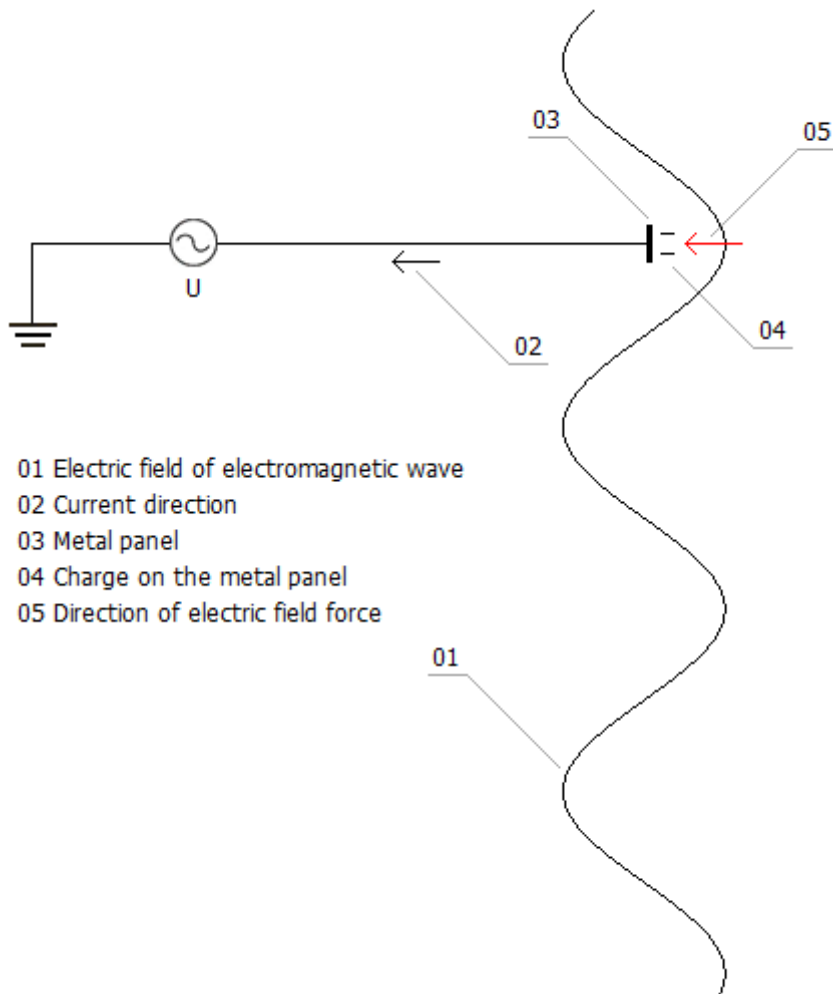 03
05
U
04
02
01 Electric field of electromagnetic wave
02 Current direction
03 Metal panel
04 Charge on the metal panel
05 Direction of electric field force
01